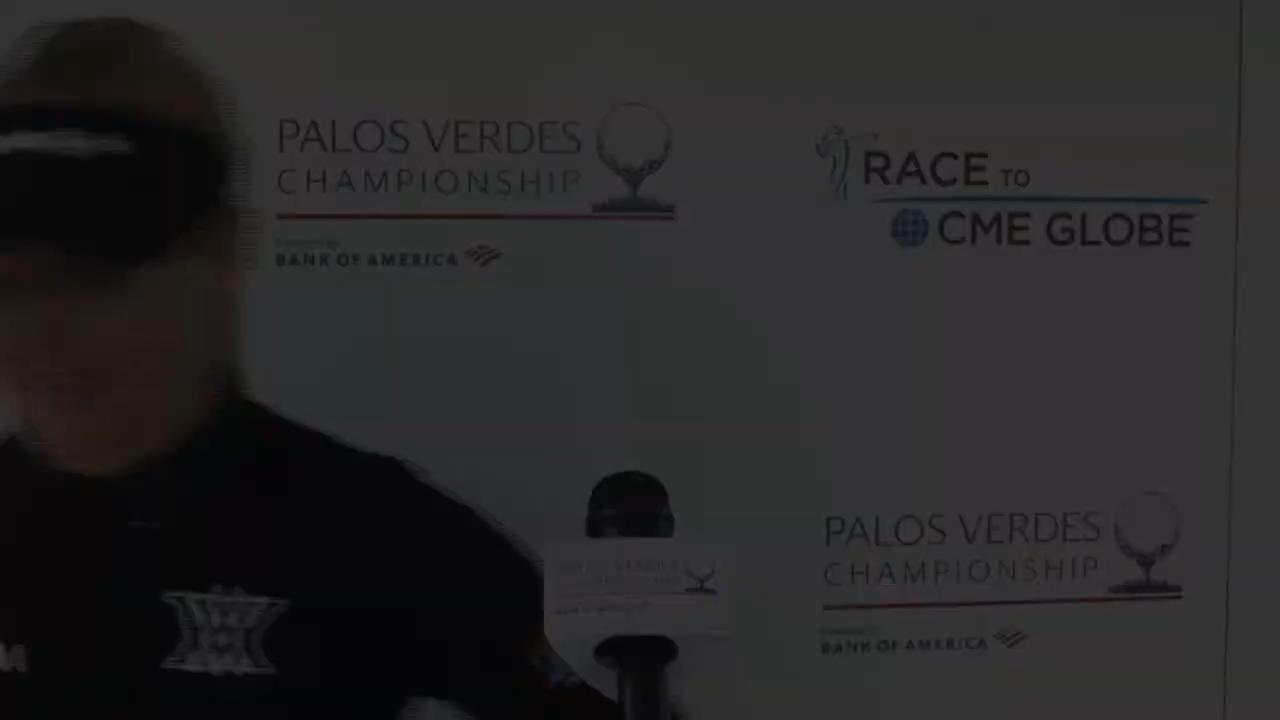 PALOS VERDES
CHAMPIONSHIP
BANK OF AMERICA
RACE TO
CME GLOBE
PALOS VERDES
CHAMPIONSHIP
BANK OF AMERICA